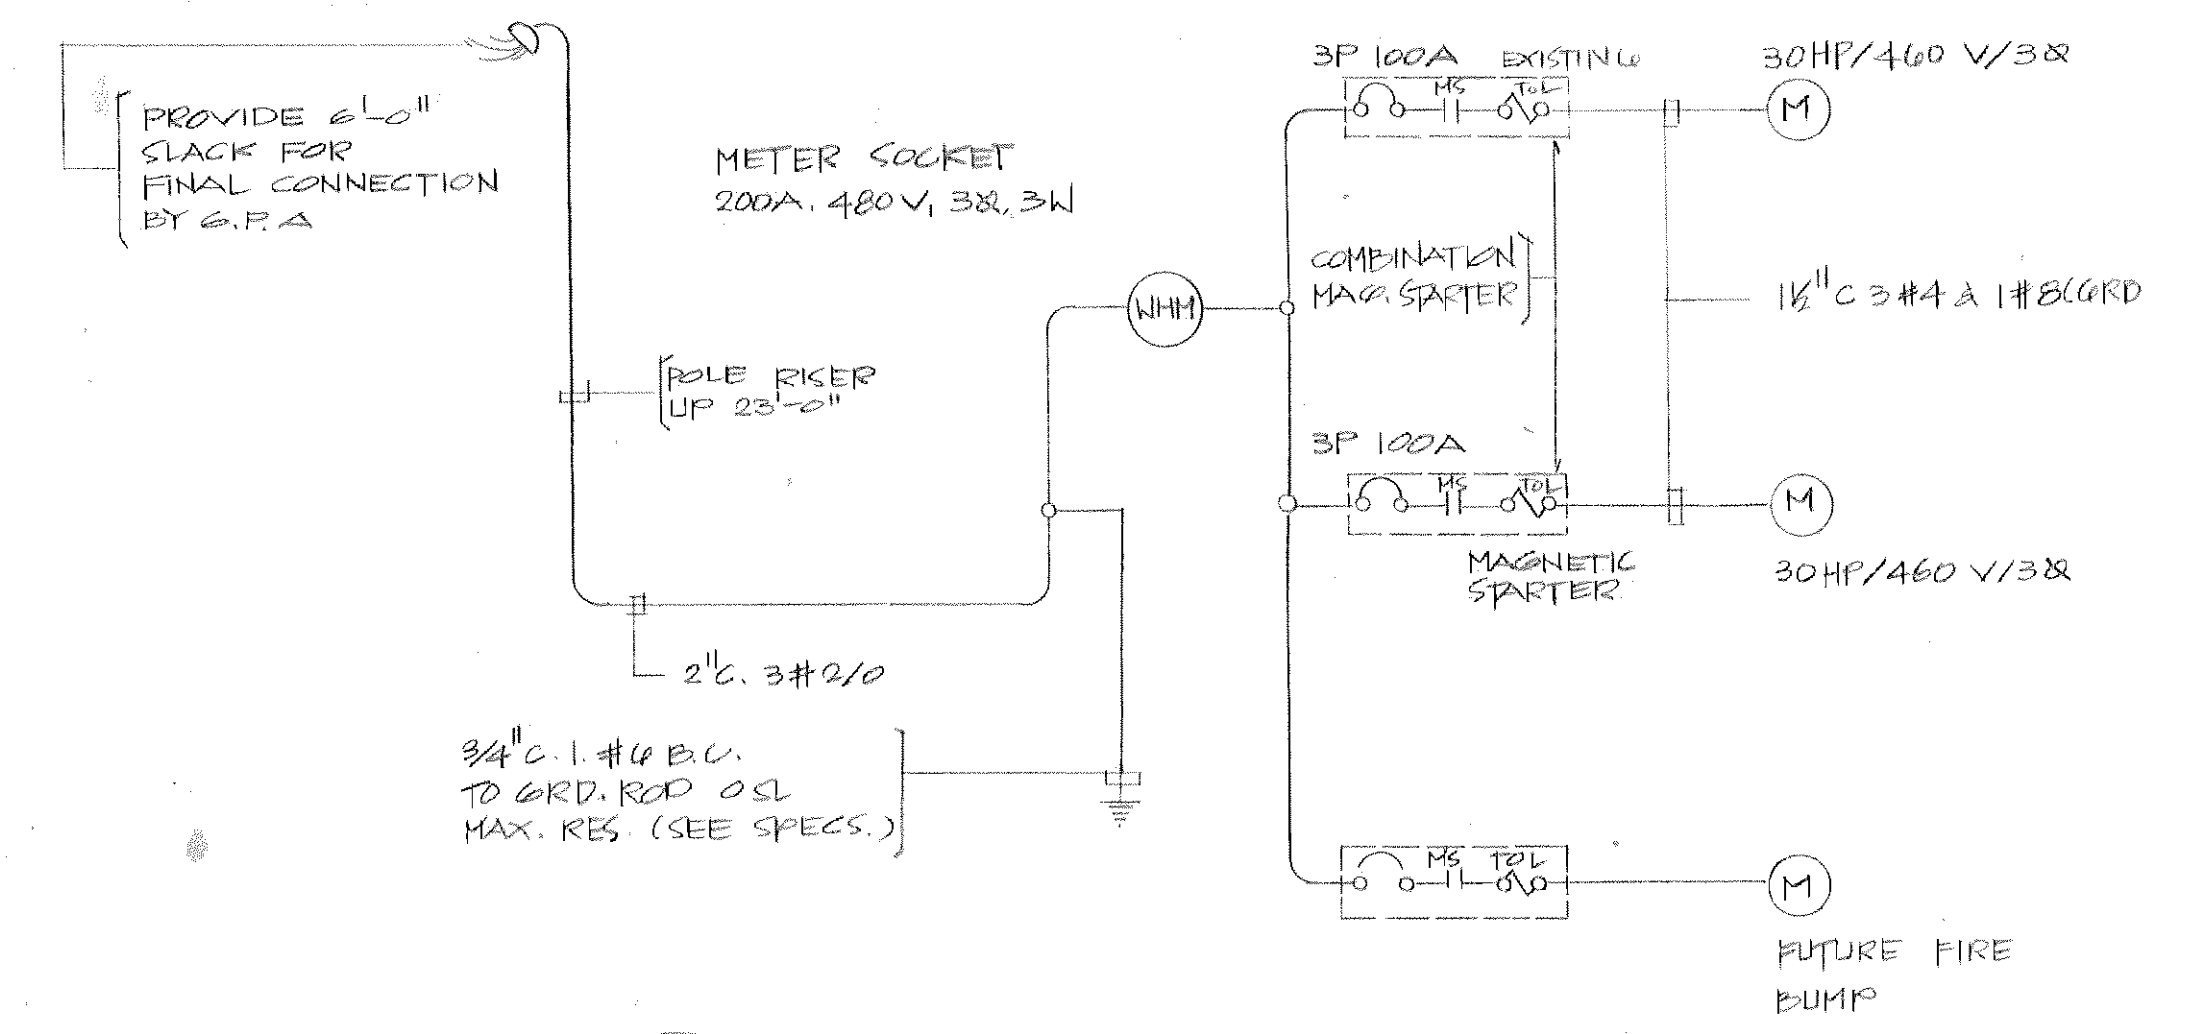 PROVIDE 6'-0"
SLACK FOR
FINAL CONNECTION
BY G.P.A
METER SOCKET
200A. 480V, 3Ø, 3W
POLE RISER
UP 23'-0"
WHM
2"C. 3#2/0
3/4"C. 1. #6 B.C.
TO GRD. ROD
MAX. RES. (SEE SPECS.)
3P 100A EXISTING
MS TOL
30HP/460 V/3Ø
M
COMBINATION
MAG. STARTER
1½"C 3#4 & 1#8(GRD
3P 100A
MS TOL
M
MAGNETIC
STARTER
30HP/460 V/3Ø
MS TOL
M
FUTURE FIRE
BUMP